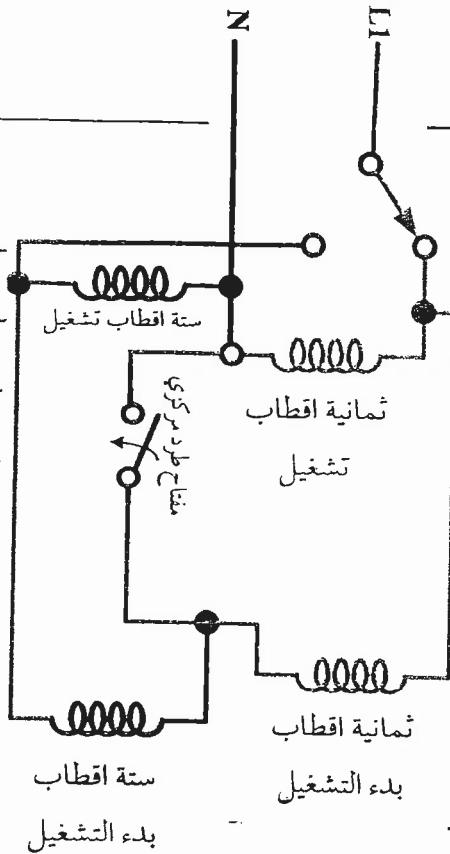 L1
N
ستة اقطاب تشغيل
ثمانية اقطاب
تشغيل
مفتاح طرد مركزي
ثمانية اقطاب
بدء التشغيل
ستة اقطاب
بدء التشغيل